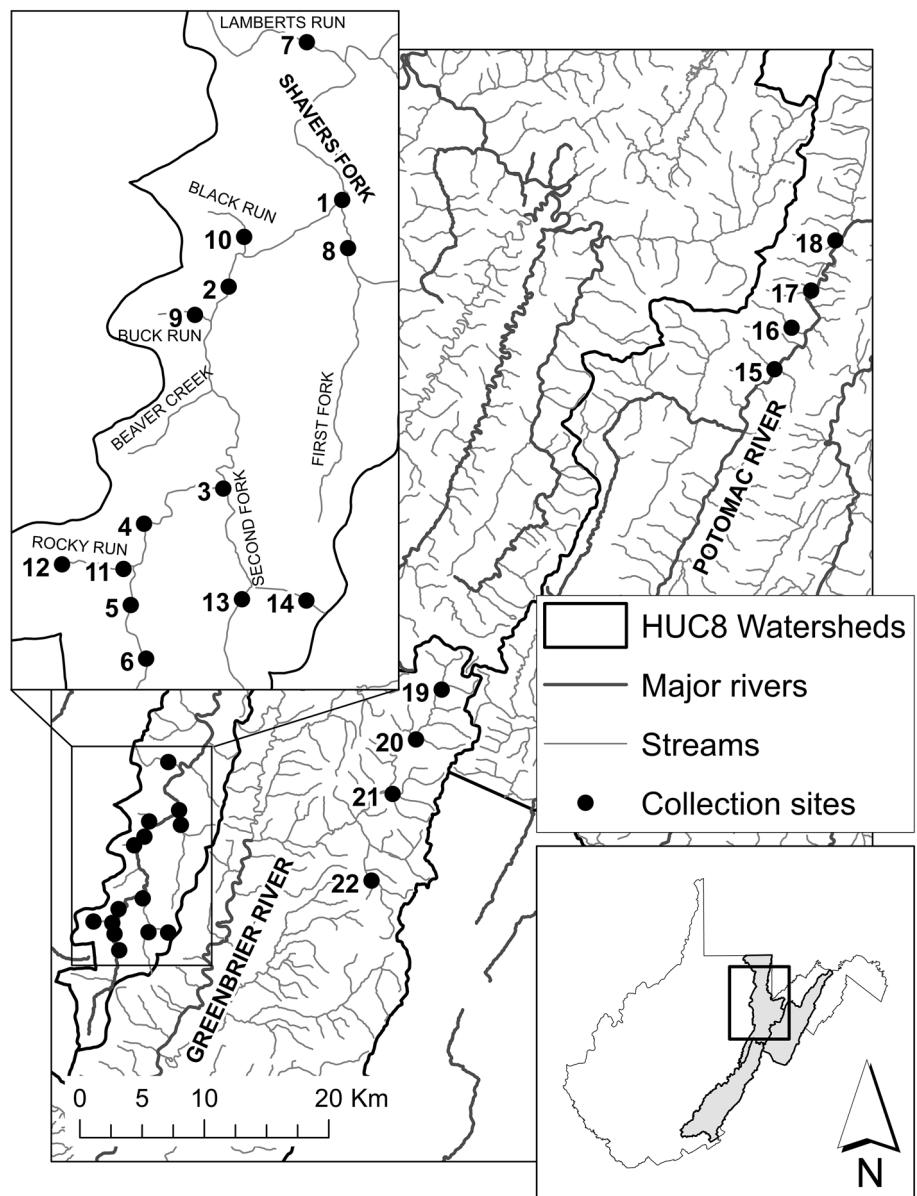 LAMBERTS RUN
7
SHAVERS FORK
1
BLACK RUN
10
8
2
9
BUCK RUN
BEAVER CREEK
FIRST FORK
3
SECOND FORK
4
ROCKY RUN
12
11
5
13
14
6
18
17
16
15
POTOMAC RIVER
19
20
21
22
GREENBRIER RIVER
HUC8 Watersheds
Major rivers
Streams
Collection sites
0 5 10 20 Km
N